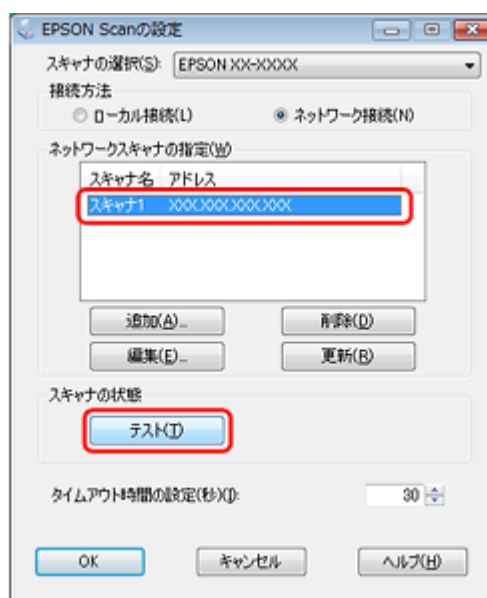 EPSON Scanの設定
スキャナの選択(S): EPSON XX-XXXX
接続方法
ローカル接続(L) ネットワーク接続(N)
ネットワークスキャナの指定(W)
スキャナ名 アドレス
スキャナ1 XXX.XXX.XXX.XXX
追加(A)... 削除(D)
編集(E)... 更新(R)
スキャナの状態
テスト(T)
タイムアウト時間の設定(秒)(I): 30
OK キャンセル ヘルプ(H)